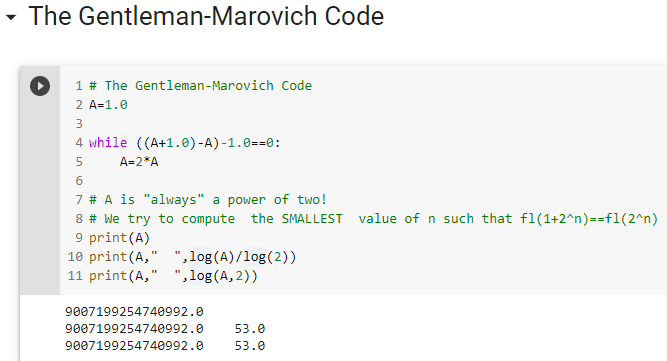 The Gentleman-Marovich Code
1 # The Gentleman-Marovich Code
2 A=1.0
3
4 while ((A+1.0)-A)-1.0==0:
5     A=2*A
6
7 # A is "always" a power of two!
8 # We try to compute  the SMALLEST  value of n such that fl(1+2^n)==fl(2^n)
9 print(A)
10 print(A,"  ",log(A)/log(2))
11 print(A,"  ",log(A,2))
9007199254740992.0
9007199254740992.0    53.0
9007199254740992.0    53.0